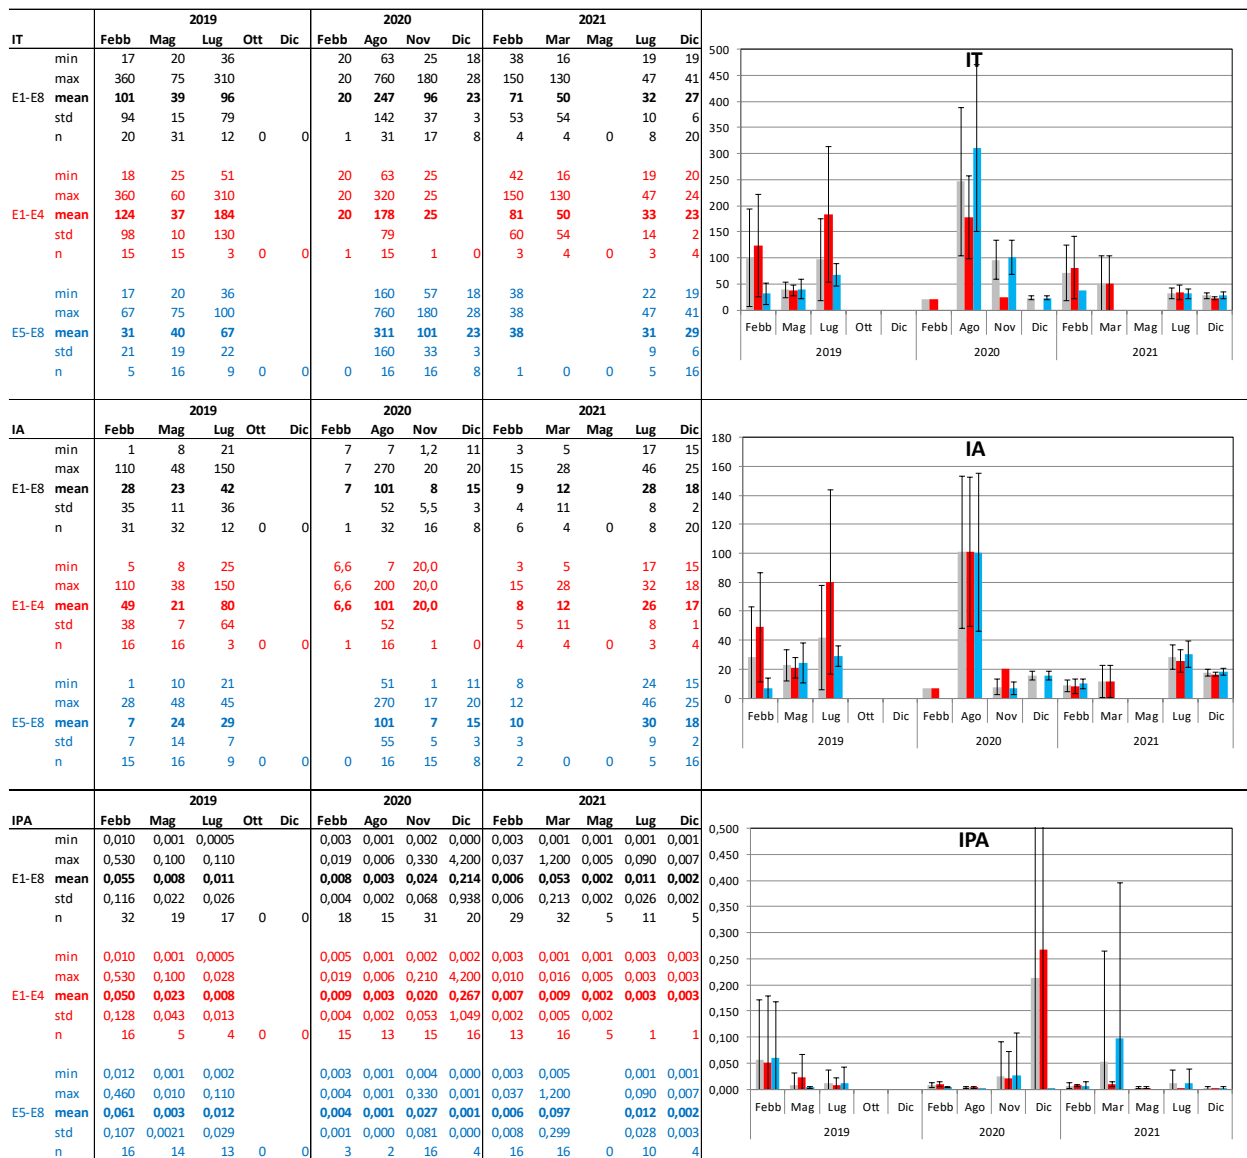 2019 2020 2021
IT Febb Mag Lug Ott Dic Febb Ago Nov Dic Febb Mar Mag Lug Dic
min 17 20 36 20 63 25 18 38 16 19 19
max 360 75 310 20 760 180 28 150 130 47 41
E1-E8 mean 101 39 96 20 247 96 23 71 50 32 27
std 94 15 79 142 37 3 53 54 10 6
n 20 31 12 0 0 1 31 17 8 4 4 0 8 20
min 18 25 51 20 63 25 42 16 19 20
max 360 60 310 20 320 25 150 130 47 24
E1-E4 mean 124 37 184 20 178 25 81 50 33 23
std 98 10 130 79 60 54 14 2
n 15 15 3 0 0 1 15 1 0 3 4 0 3 4
min 17 20 36 160 57 18 38 22 19
max 67 75 100 760 180 28 38 47 41
E5-E8 mean 31 40 67 311 101 23 38 31 29
std 21 19 22 160 33 3 9 6
n 5 16 9 0 0 0 16 16 8 1 0 0 5 16
IT
500
450
400
350
300
250
200
150
100
50
0
Febb Mag Lug Ott Dic Febb Ago Nov Dic Febb Mar Mag Lug Dic
2019 2020 2021
2019 2020 2021
IA Febb Mag Lug Ott Dic Febb Ago Nov Dic Febb Mar Mag Lug Dic
min 1 8 21 7 7 1,2 11 3 5 17 15
max 110 48 150 7 270 20 20 15 28 46 25
E1-E8 mean 28 23 42 7 101 8 15 9 12 28 18
std 35 11 36 52 5,5 3 4 11 8 2
n 31 32 12 0 0 1 32 16 8 6 4 0 8 20
min 5 8 25 6,6 7 20,0 3 5 17 15
max 110 38 150 6,6 200 20,0 15 28 32 18
E1-E4 mean 49 21 80 6,6 101 20,0 8 12 26 17
std 38 7 64 52 5 11 8 1
n 16 16 3 0 0 1 16 1 0 4 4 0 3 4
min 1 10 21 51 1 11 8 24 15
max 28 48 45 270 17 20 12 46 25
E5-E8 mean 7 24 29 101 7 15 10 30 18
std 7 14 7 55 5 3 3 9 2
n 15 16 9 0 0 0 16 15 8 2 0 0 5 16
IA
180
160
140
120
100
80
60
40
20
0
Febb Mag Lug Ott Dic Febb Ago Nov Dic Febb Mar Mag Lug Dic
2019 2020 2021
2019 2020 2021
IPA Febb Mag Lug Ott Dic Febb Ago Nov Dic Febb Mar Mag Lug Dic
min 0,010 0,001 0,0005 0,003 0,001 0,002 0,000 0,003 0,001 0,001 0,001 0,001
max 0,530 0,100 0,110 0,019 0,006 0,330 4,200 0,037 1,200 0,005 0,090 0,007
E1-E8 mean 0,055 0,008 0,011 0,008 0,003 0,024 0,214 0,006 0,053 0,002 0,011 0,002
std 0,116 0,022 0,026 0,004 0,002 0,068 0,938 0,006 0,213 0,002 0,026 0,002
n 32 19 17 0 0 18 15 31 20 29 32 5 11 5
min 0,010 0,001 0,0005 0,005 0,001 0,002 0,002 0,003 0,001 0,001 0,003 0,003
max 0,530 0,100 0,028 0,019 0,006 0,210 4,200 0,010 0,016 0,005 0,003 0,003
E1-E4 mean 0,050 0,023 0,008 0,009 0,003 0,020 0,267 0,007 0,009 0,002 0,003 0,003
std 0,128 0,043 0,013 0,004 0,002 0,053 1,049 0,002 0,005 0,002
n 16 5 4 0 0 15 13 15 16 13 16 5 1 1
min 0,012 0,001 0,002 0,003 0,001 0,004 0,000 0,003 0,005 0,001 0,001
max 0,460 0,010 0,110 0,004 0,001 0,330 0,001 0,037 1,200 0,090 0,007
E5-E8 mean 0,061 0,003 0,012 0,004 0,001 0,027 0,001 0,006 0,097 0,012 0,002
std 0,107 0,0021 0,029 0,001 0,000 0,081 0,000 0,008 0,299 0,028 0,003
n 16 14 13 0 0 3 2 16 4 16 16 0 10 4
IPA
0,500
0,450
0,400
0,350
0,300
0,250
0,200
0,150
0,100
0,050
0,000
Febb Mag Lug Ott Dic Febb Ago Nov Dic Febb Mar Mag Lug Dic
2019 2020 2021